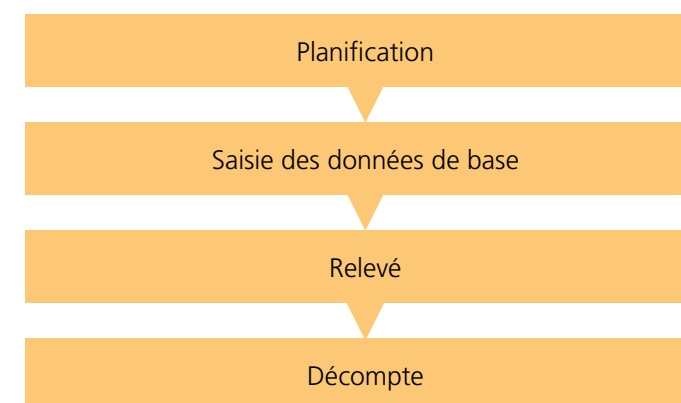 Planification
Saisie des données de base
Relevé
Décompte